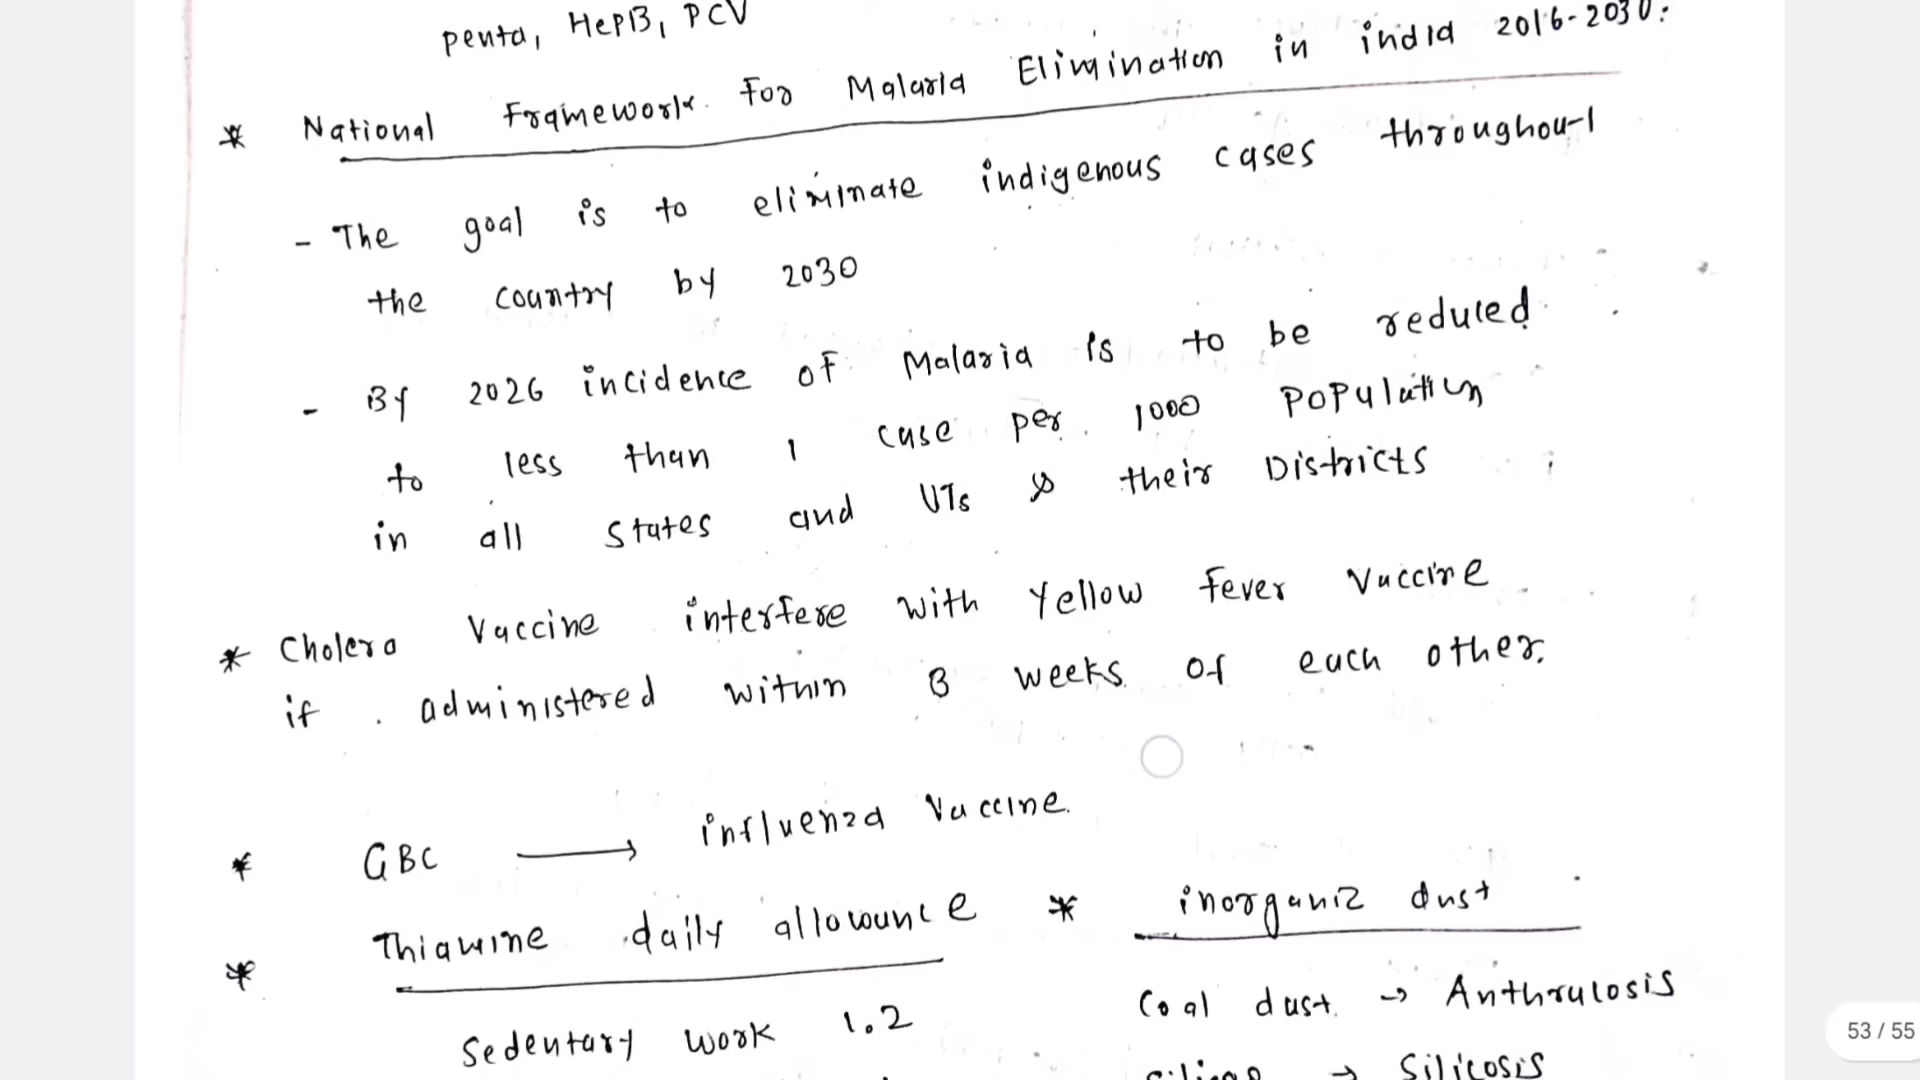 penta, HepB, PCV
* National Framework For Malaria Elimination in india 2016-2030:
- The goal is to eliminate indigenous cases throughout
the country by 2030
- By 2026 incidence of Malaria is to be reduced
to less than 1 case per 1000 Population
in all states and UTs & their Districts
* Cholera Vaccine interfere with Yellow fever Vaccine
if administered within 3 weeks of each other.
* GBC → influenza Vaccine.
* Thiamine daily allowance
Sedentary work 1.2
* inorganic dust
Coal dust → Anthracosis
→ Silicosis
53 / 55